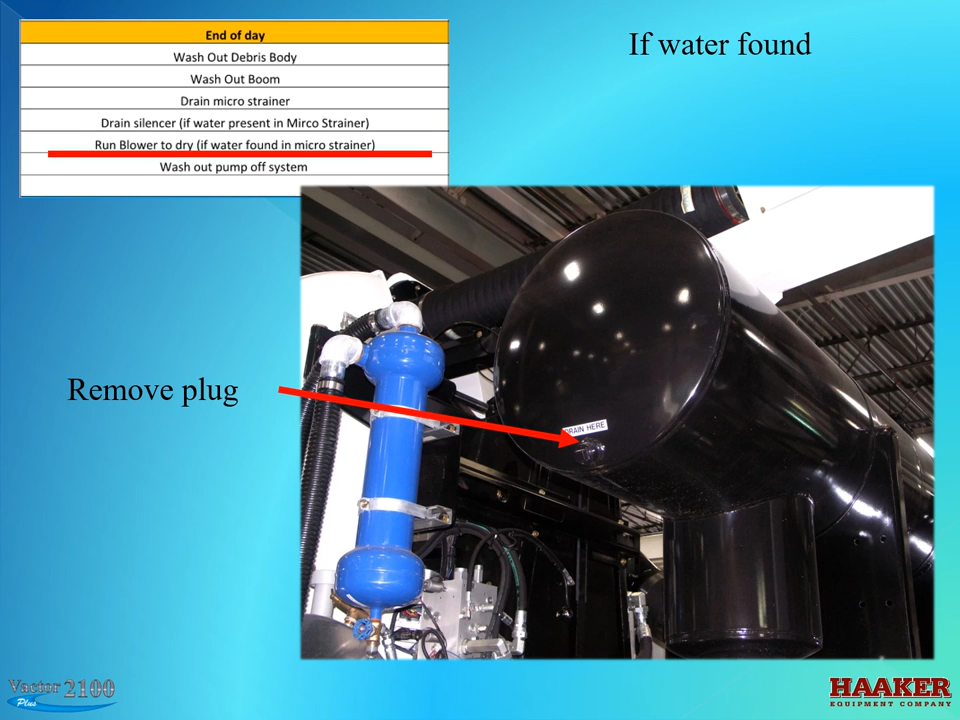 End of day
Wash Out Debris Body
Wash Out Boom
Drain micro strainer
Drain silencer (if water present in Mirco Strainer)
Run Blower to dry (if water found in micro strainer)
Wash out pump off system
If water found
Remove plug
DRAIN HERE
Vactor 2100
Plus
HAAKER
EQUIPMENT COMPANY